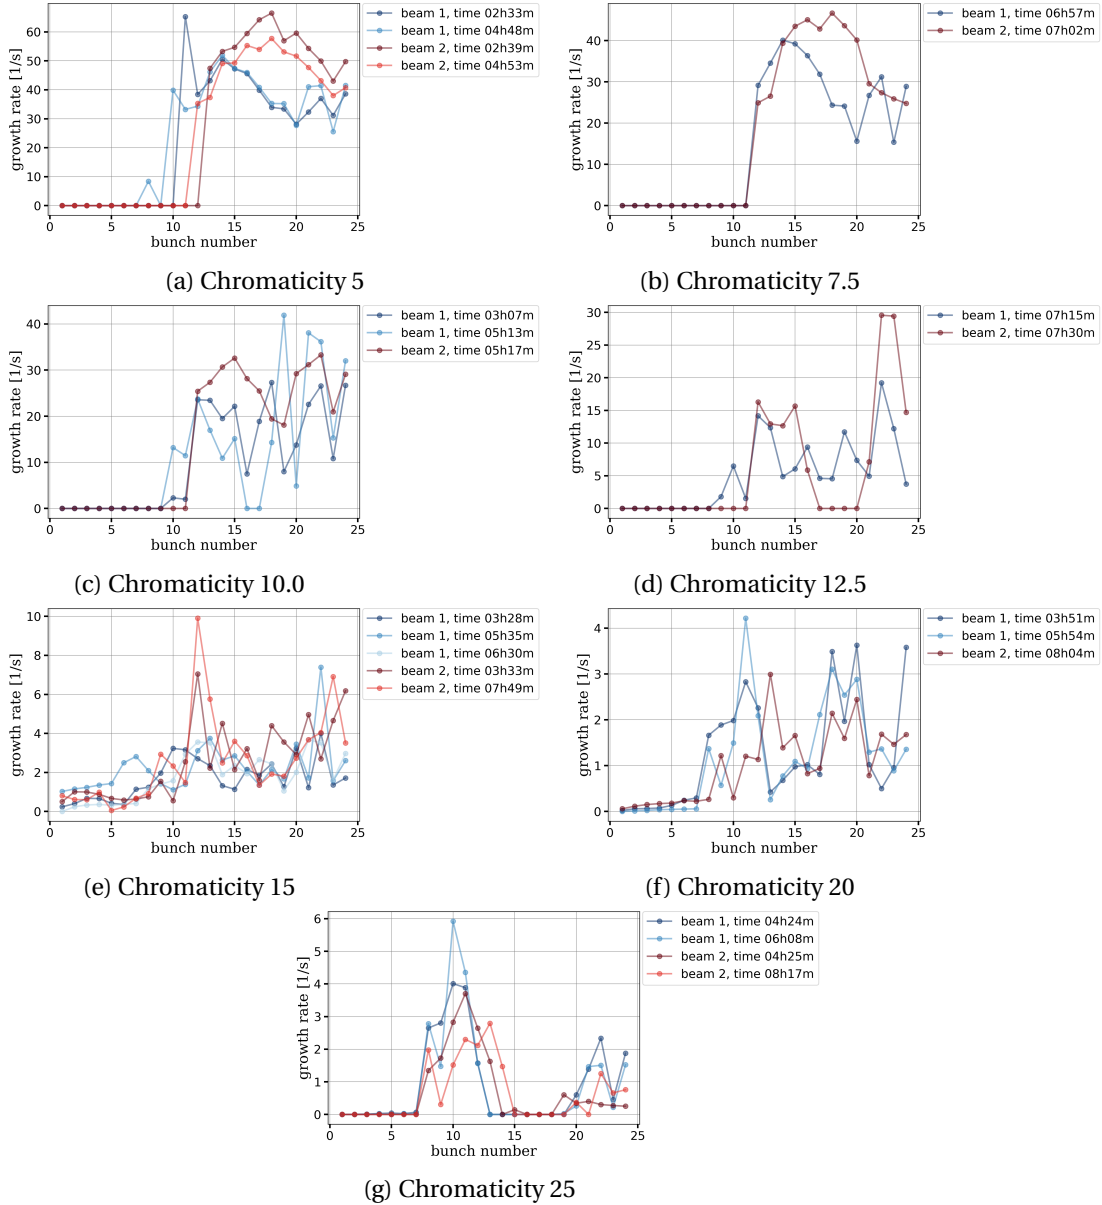 beam 1, time 02h33m
beam 1, time 04h48m
beam 2, time 02h39m
beam 2, time 04h53m
growth rate [1/s]
60
50
40
30
20
10
0
0 5 10 15 20 25
bunch number
(a) Chromaticity 5
beam 1, time 06h57m
beam 2, time 07h02m
growth rate [1/s]
40
30
20
10
0
0 5 10 15 20 25
bunch number
(b) Chromaticity 7.5
beam 1, time 03h07m
beam 1, time 05h13m
beam 2, time 05h17m
growth rate [1/s]
40
30
20
10
0
0 5 10 15 20 25
bunch number
(c) Chromaticity 10.0
beam 1, time 07h15m
beam 2, time 07h30m
growth rate [1/s]
30
25
20
15
10
5
0
0 5 10 15 20 25
bunch number
(d) Chromaticity 12.5
beam 1, time 03h28m
beam 1, time 05h35m
beam 1, time 06h30m
beam 2, time 03h33m
beam 2, time 07h49m
growth rate [1/s]
10
8
6
4
2
0
0 5 10 15 20 25
bunch number
(e) Chromaticity 15
beam 1, time 03h51m
beam 1, time 05h54m
beam 2, time 08h04m
growth rate [1/s]
4
3
2
1
0
0 5 10 15 20 25
bunch number
(f) Chromaticity 20
beam 1, time 04h24m
beam 1, time 06h08m
beam 2, time 04h25m
beam 2, time 08h17m
growth rate [1/s]
6
5
4
3
2
1
0
0 5 10 15 20 25
bunch number
(g) Chromaticity 25